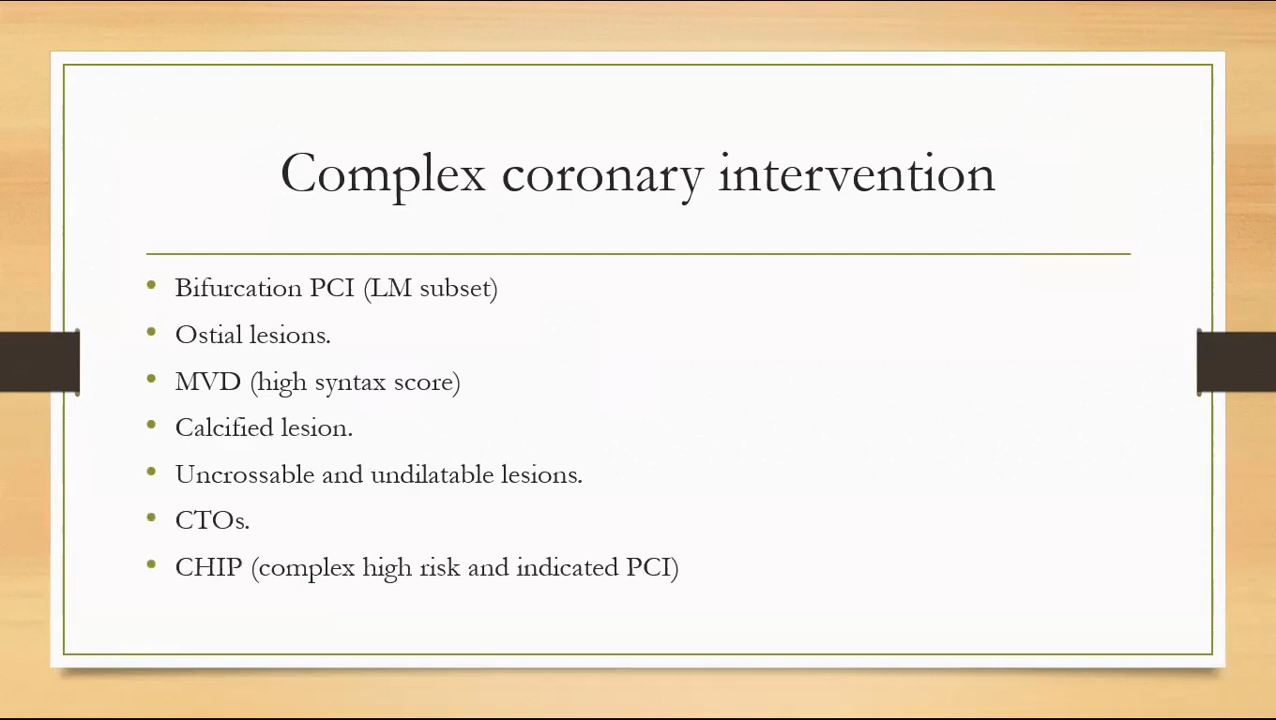 Complex coronary intervention
• Bifurcation PCI (LM subset)
• Ostial lesions.
• MVD (high syntax score)
• Calcified lesion.
• Uncrossable and undilatable lesions.
• CTOs.
• CHIP (complex high risk and indicated PCI)